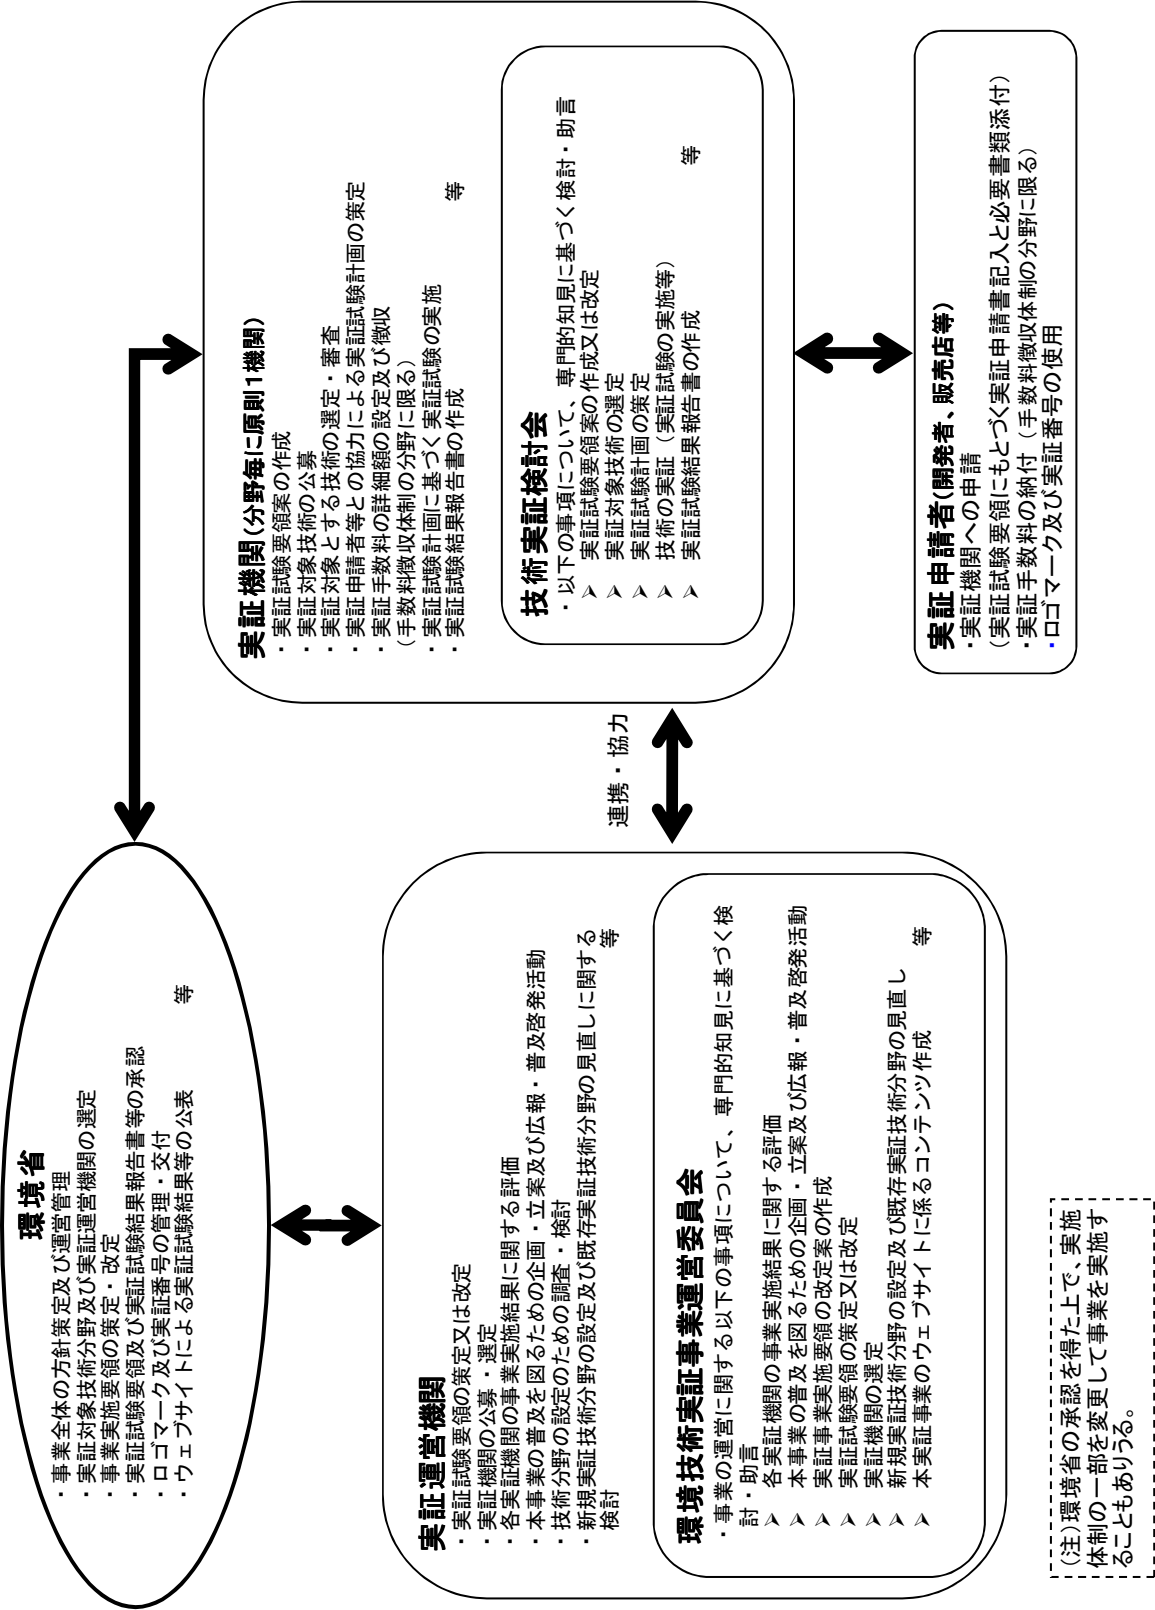 環境省
・事業全体の方針策定及び運営管理
・実証対象技術分野及び実証運営機関の選定
・事業実施要領の策定・改定
・実証試験要領及び実証試験結果報告書等の承認
・ロゴマーク及び実証番号の管理・交付
・ウェブサイトによる実証試験結果等の公表 等
実証運営機関
・実証試験要領の策定又は改定
・実証機関の公募・選定
・各実証機関の事業実施結果に関する評価
・本事業の普及を図るための企画・立案及び広報・普及啓発活動
・技術分野の設定のための調査・検討
・新規実証技術分野の設定及び既存実証技術分野の見直しに関する
検討 等
環境技術実証事業運営委員会
・事業の運営に関する以下の事項について、専門的知見に基づく検
討・助言
➢ 各実証機関の事業実施結果に関する評価
➢ 本事業の普及を図るための企画・立案及び広報・普及啓発活動
➢ 実証事業実施要領の改定案の作成
➢ 実証試験要領の策定又は改定
➢ 実証機関の選定
➢ 新規実証技術分野の設定及び既存実証技術分野の見直し
➢ 本実証事業のウェブサイトに係るコンテンツ作成 等
連携・協力
実証機関(分野毎に原則1機関)
・実証試験要領案の作成
・実証対象技術の公募
・実証対象とする技術の選定・審査
・実証申請者等との協力による実証試験計画の策定
・実証手数料の詳細額の設定及び徴収
（手数料徴収体制の分野に限る）
・実証試験計画に基づく実証試験の実施
・実証試験結果報告書の作成 等
技術実証検討会
・以下の事項について、専門的知見に基づく検討・助言
➢ 実証試験要領案の作成又は改定
➢ 実証対象技術の選定
➢ 実証試験計画の策定
➢ 技術の実証（実証試験の実施等）
➢ 実証試験結果報告書の作成 等
実証申請者(開発者、販売店等)
・実証機関への申請
（実証試験要領にもとづく実証申請書記入と必要書類添付）
・実証手数料の納付（手数料徴収体制の分野に限る）
・ロゴマーク及び実証番号の使用
(注)環境省の承認を得た上で、実施
体制の一部を変更して事業を実施す
ることもありうる。